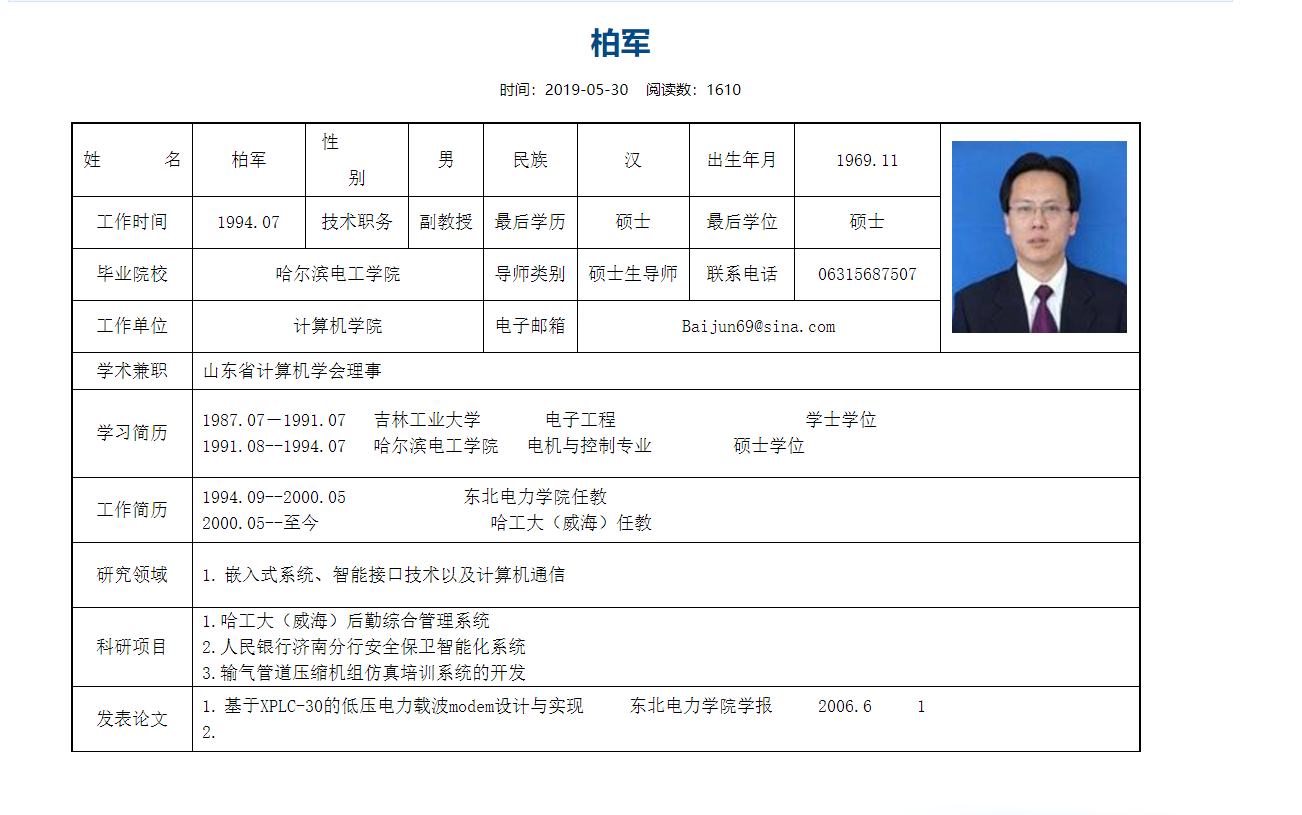 柏军
时间：2019-05-30 阅读数：1610
姓 名 柏军 性 别 男 民族 汉 出生年月 1969.11
工作时间 1994.07 技术职务 副教授 最后学历 硕士 最后学位 硕士
毕业院校 哈尔滨电工学院 导师类别 硕士生导师 联系电话 06315687507
工作单位 计算机学院 电子邮箱 Baijun69@sina.com
学术兼职 山东省计算机学会理事
学习简历
1987.07－1991.07 吉林工业大学 电子工程 学士学位
1991.08--1994.07 哈尔滨电工学院 电机与控制专业 硕士学位
工作简历
1994.09--2000.05 东北电力学院任教
2000.05--至今 哈工大（威海）任教
研究领域 1. 嵌入式系统、智能接口技术以及计算机通信
科研项目
1.哈工大（威海）后勤综合管理系统
2.人民银行济南分行安全保卫智能化系统
3.输气管道压缩机组仿真培训系统的开发
发表论文
1. 基于XPLC-30的低压电力载波modem设计与实现 东北电力学院学报 2006.6 1
2.